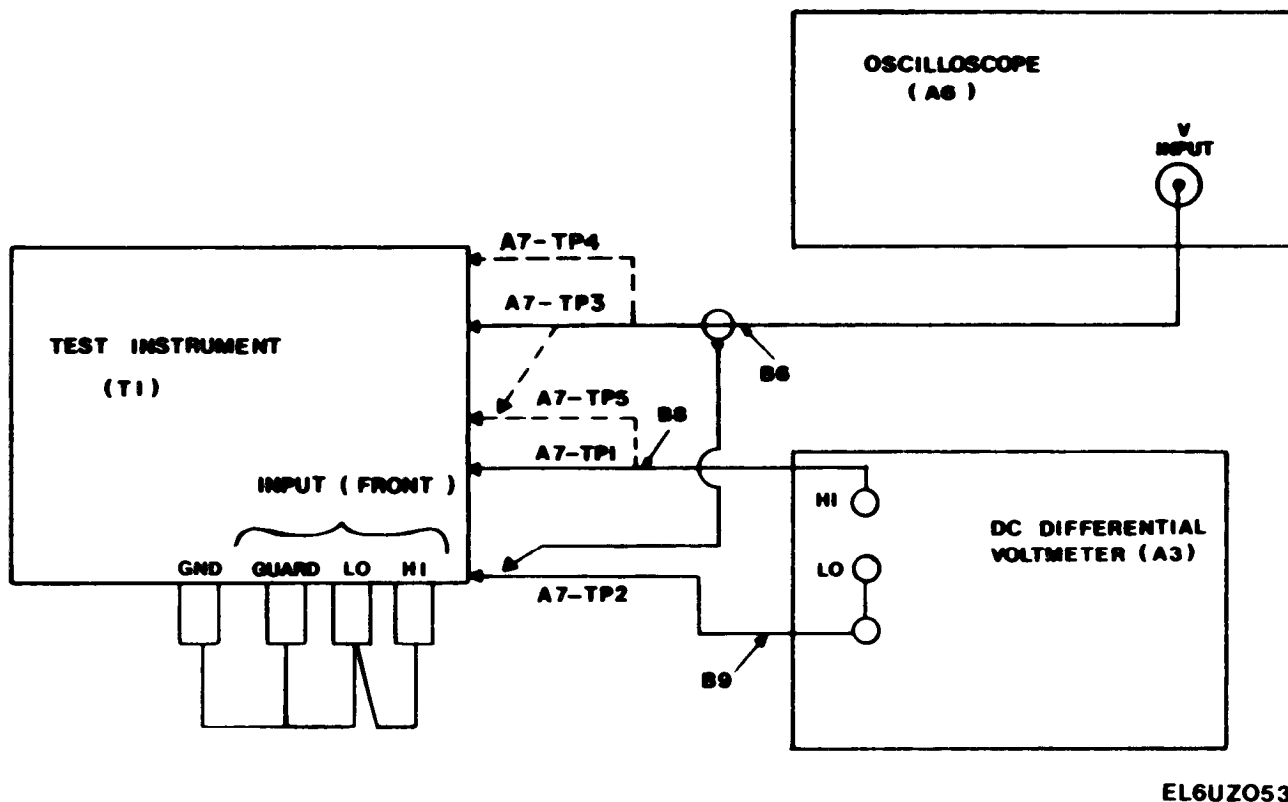 OSCILLOSCOPE
( A6 )
V
INPUT
A7-TP4
A7-TP3
TEST INSTRUMENT
(TI)
B6
A7-TP5
B8
A7-TP1
INPUT ( FRONT )
HI
DC DIFFERENTIAL
VOLTMETER (A3)
GND GUARD LO HI
LO
A7-TP2
B9
EL6UZ053